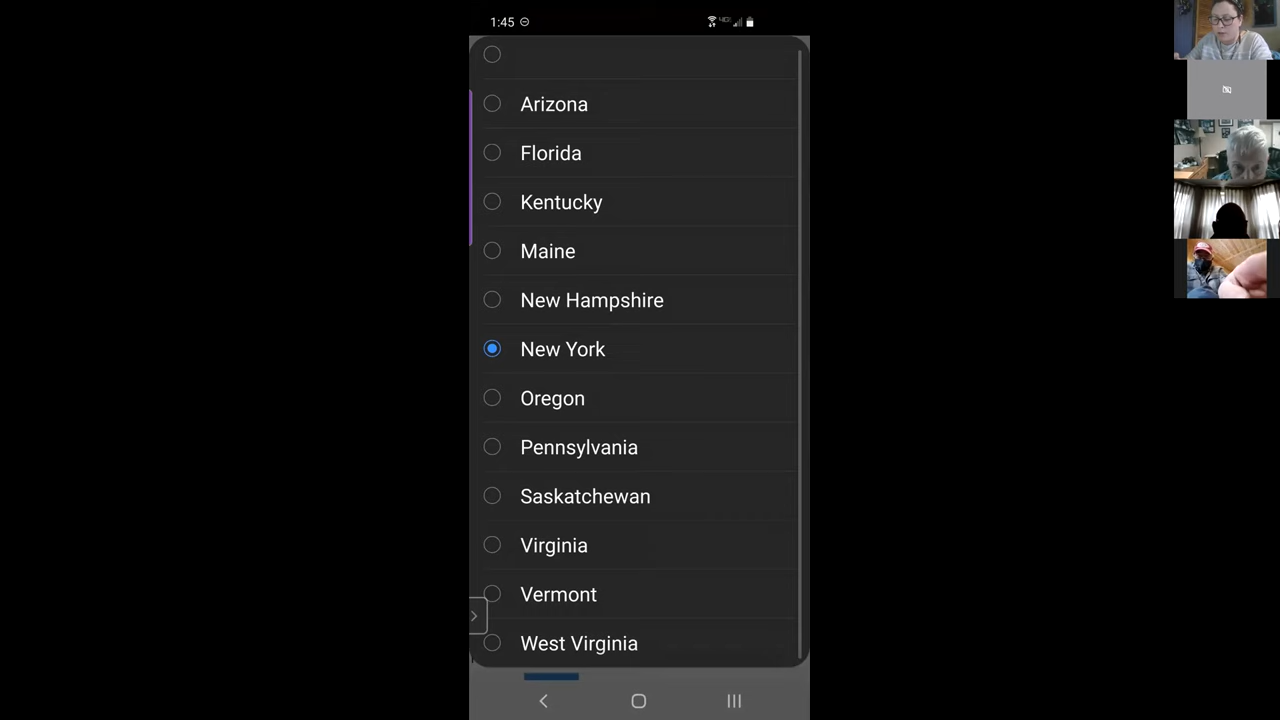 1:45
Arizona
Florida
Kentucky
Maine
New Hampshire
New York
Oregon
Pennsylvania
Saskatchewan
Virginia
Vermont
West Virginia